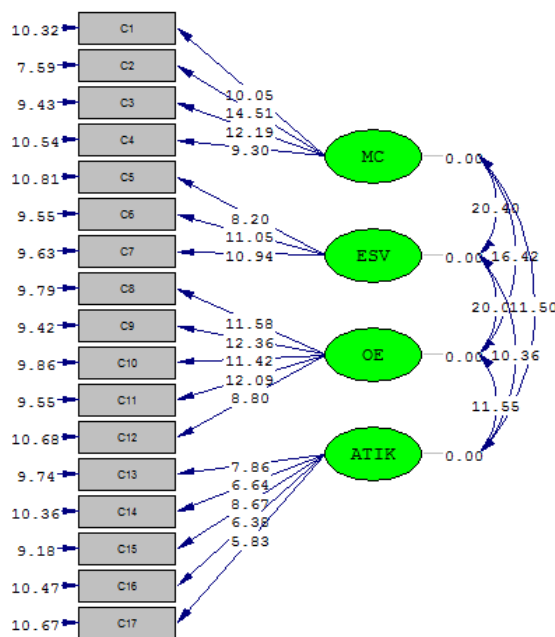 10.32 C1
7.59 C2
9.43 C3
10.54 C4
10.81 C5
9.55 C6
9.63 C7
9.79 C8
9.42 C9
9.86 C10
9.55 C11
10.68 C12
9.74 C13
10.36 C14
9.18 C15
10.47 C16
10.67 C17
10.05
14.51
12.19
9.30
8.20
11.05
10.94
11.58
12.36
11.42
12.09
8.80
7.86
6.64
8.67
6.38
5.83
MC 0.00
ESV 0.00
OE 0.00
ATIK 0.00
20.40
16.42
11.50
10.36
11.55